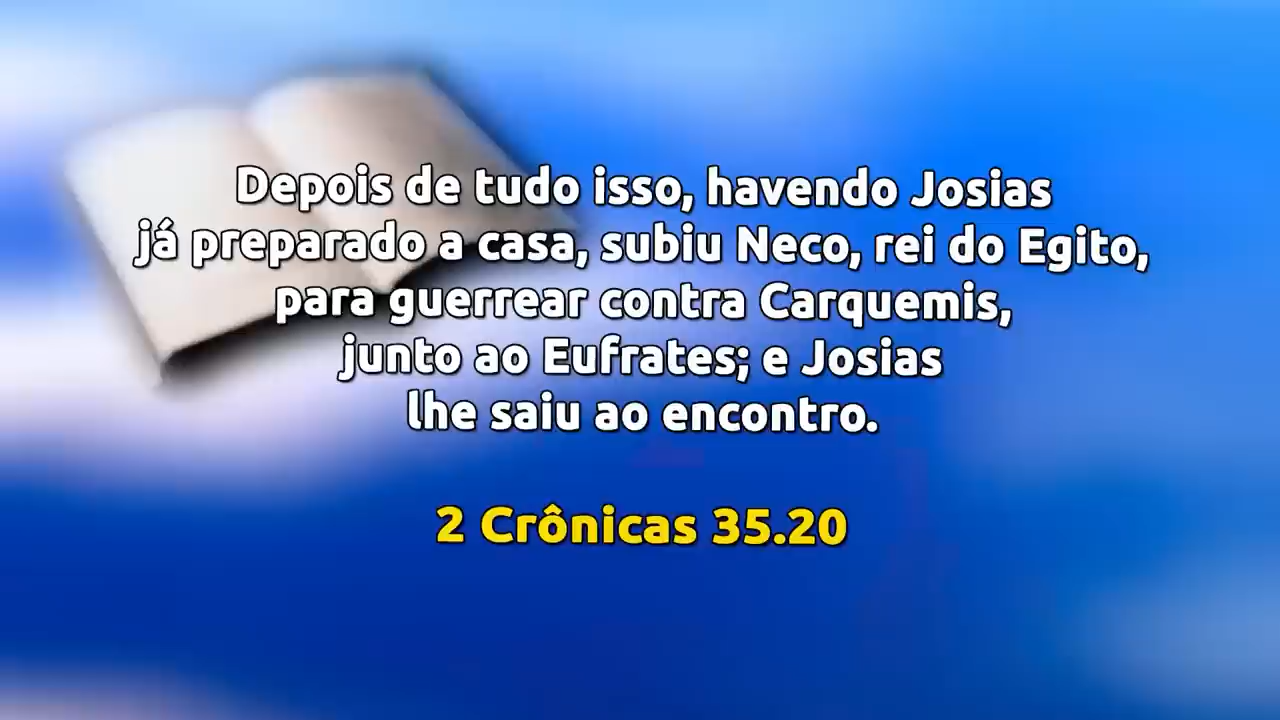 Depois de tudo isso, havendo Josias
já preparado a casa, subiu Neco, rei do Egito,
para guerrear contra Carquemis,
junto ao Eufrates; e Josias
lhe saiu ao encontro.
2 Crônicas 35.20